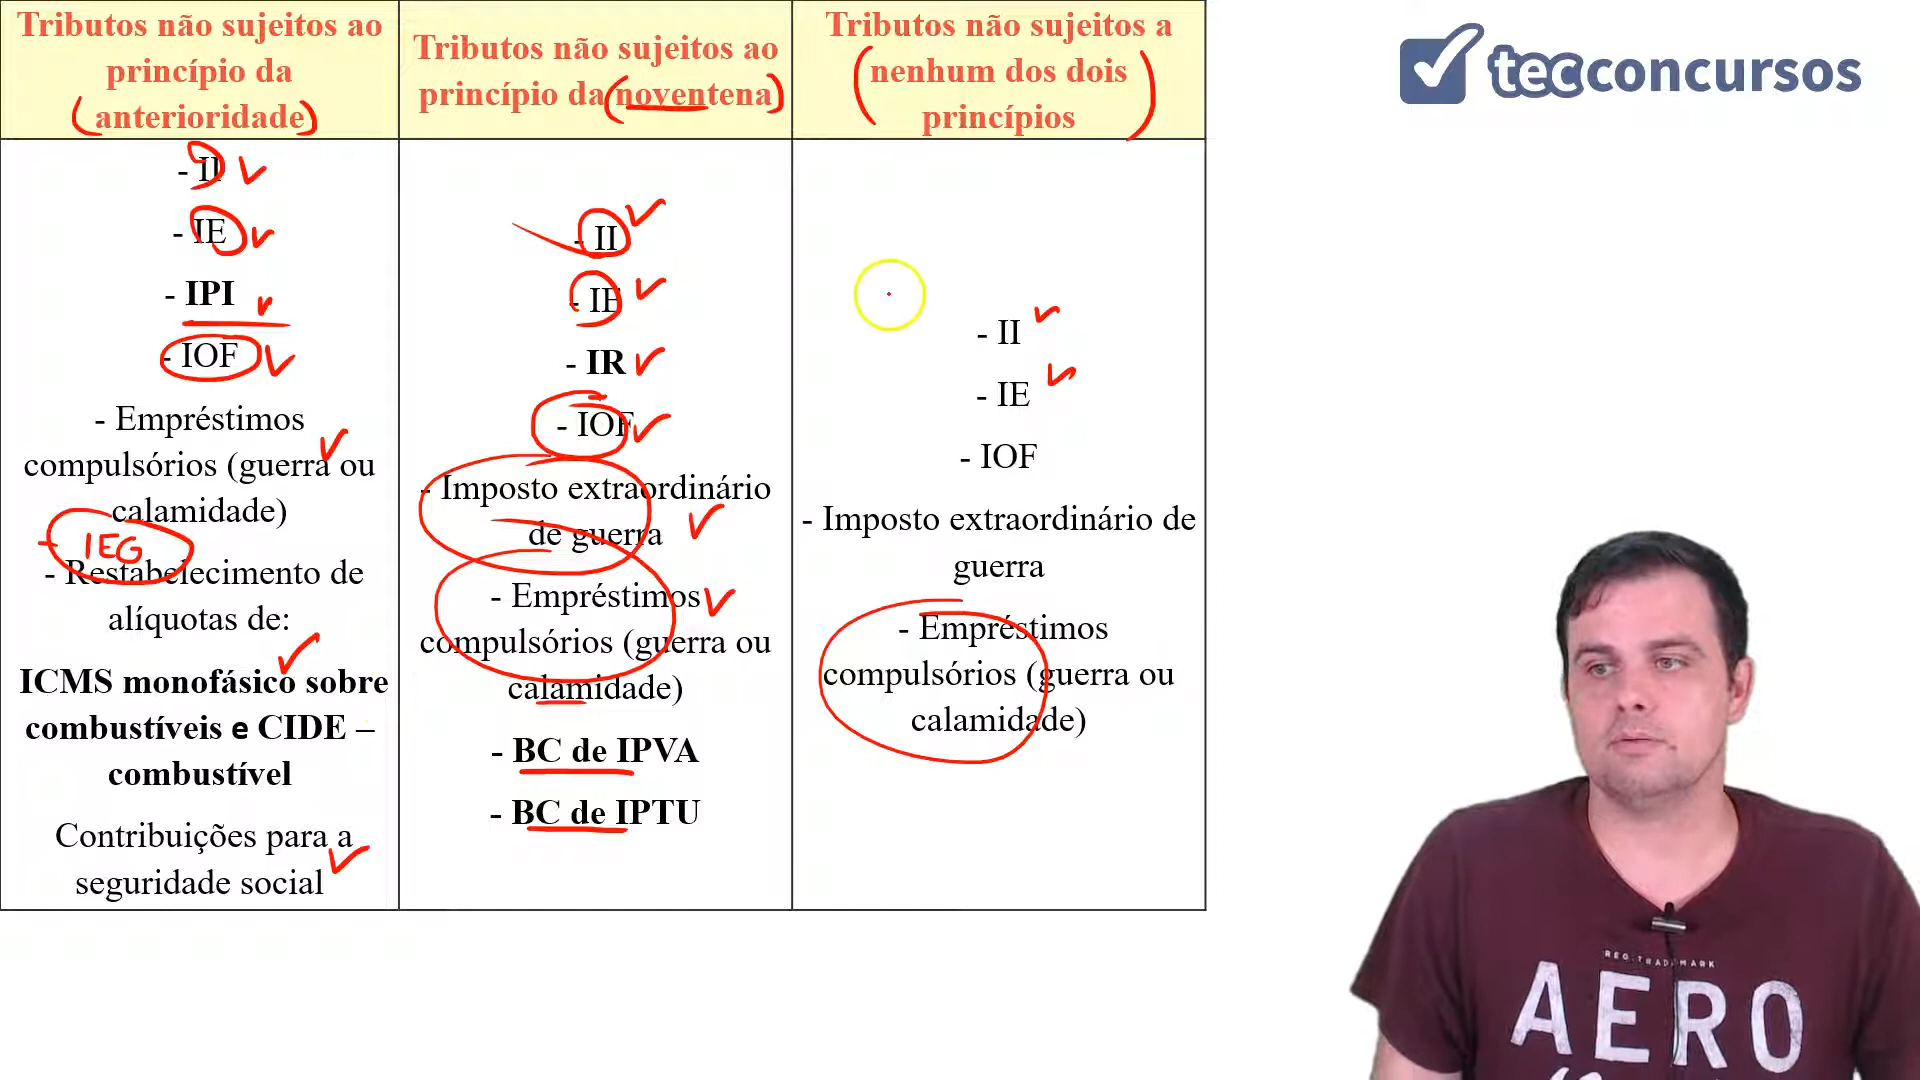 Tributos não sujeitos ao
princípio da
anterioridade
- II
- IE
- IPI
- IOF
- Empréstimos
compulsórios (guerra ou
calamidade)
- IEG
- Restabelecimento de
alíquotas de:
ICMS monofásico sobre
combustíveis e CIDE –
combustível
Contribuições para a
seguridade social
Tributos não sujeitos ao
princípio da noventena
- II
- IE
- IR
- IOF
- Imposto extraordinário
de guerra
- Empréstimos
compulsórios (guerra ou
calamidade)
- BC de IPVA
- BC de IPTU
Tributos não sujeitos a
nenhum dos dois
princípios
- II
- IE
- IOF
- Imposto extraordinário de
guerra
- Empréstimos
compulsórios (guerra ou
calamidade)
tecconcursos
REG. TRADEMARK
AERO